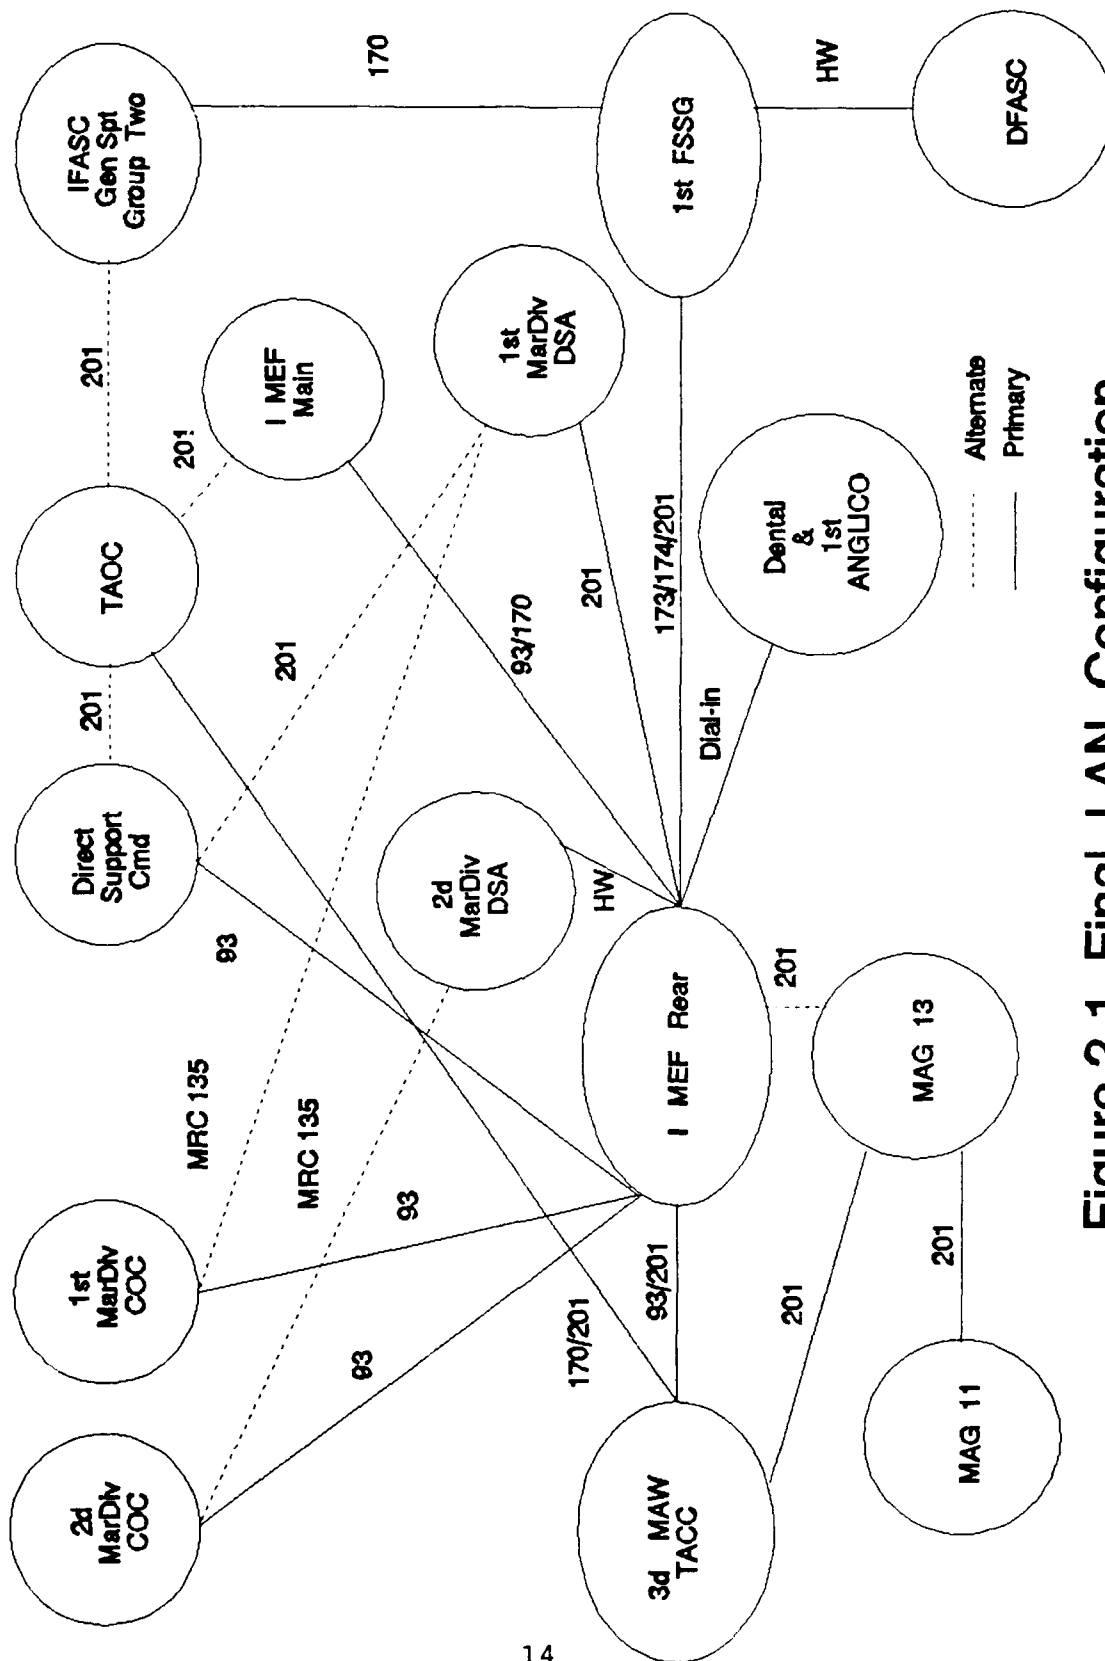 2d
MarDiv
COC
1st
MarDiv
COC
Direct
Support
Cmd
TAOC
IFASC
Gen Spt
Group Two
201
201
201
I MEF
Main
170
MRC 135
93
201
MRC 135
2d
MarDiv
DSA
1st
MarDiv
DSA
93
93
93/170
201
HW
170/201
93/201
173/174/201
3d MAW
TACC
I MEF Rear
1st FSSG
Dial-in
201
201
HW
Dental
&
1st
ANGLICO
MAG 13
DFASC
201
MAG 11
Alternate
Primary
Figure 2-1. Final LAN Configuration
14